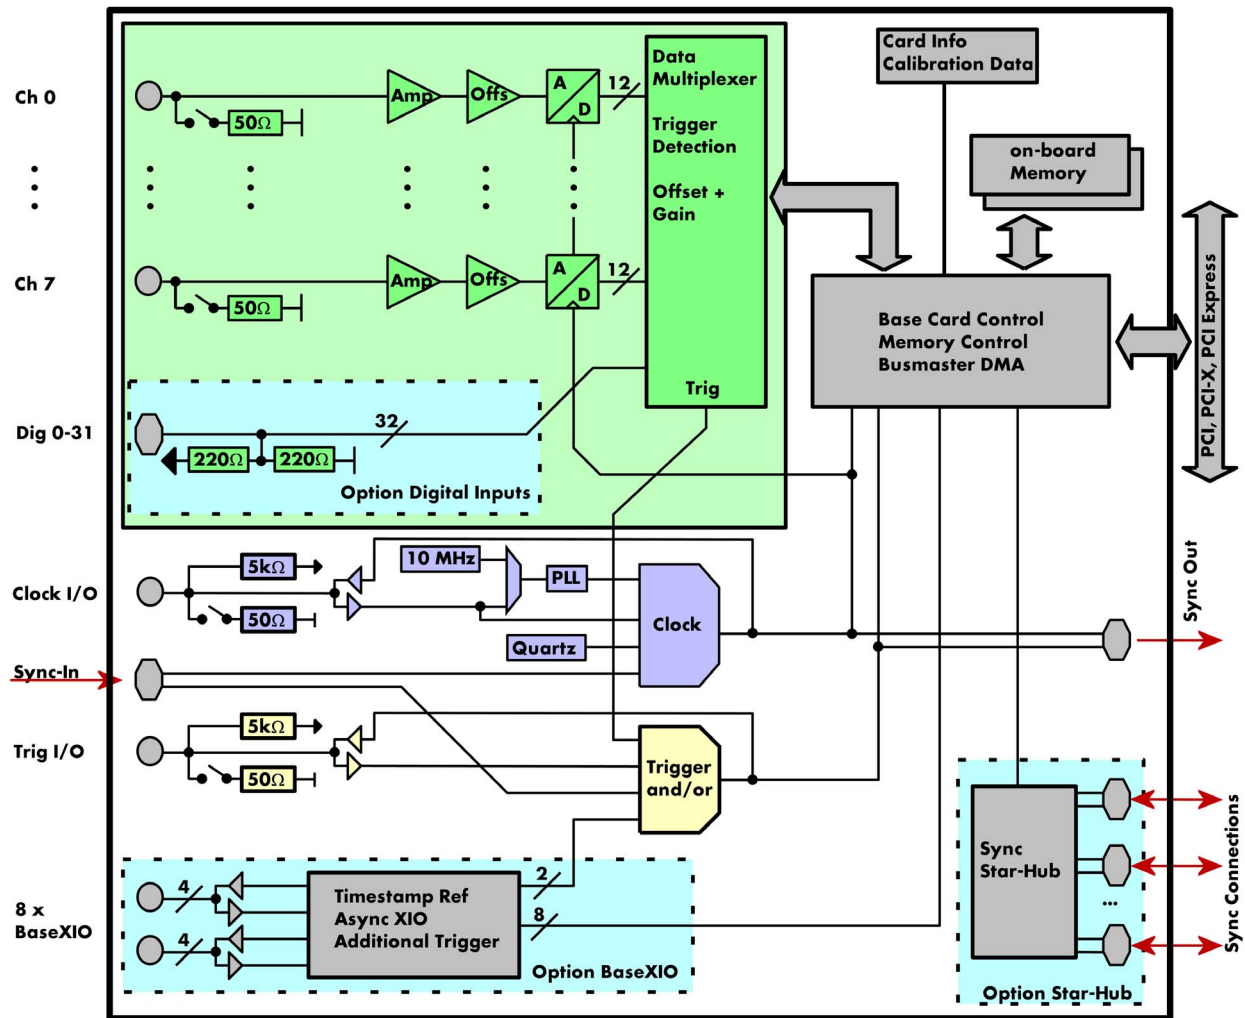 Ch 0
50Ω
Amp
Offs
A
D
12
Data
Multiplexer
Trigger
Detection
Offset +
Gain
Trig
Card Info
Calibration Data
on-board
Memory
Ch 7
50Ω
Amp
Offs
A
D
12
Base Card Control
Memory Control
Busmaster DMA
PCI, PCI-X, PCI Express
Dig 0-31
32
220Ω
220Ω
Option Digital Inputs
Clock I/O
5kΩ
50Ω
10 MHz
PLL
Quartz
Clock
Sync Out
Sync-In
Trig I/O
5kΩ
50Ω
Trigger
and/or
8 x
BaseXIO
4
4
Timestamp Ref
Async XIO
Additional Trigger
2
8
Option BaseXIO
Sync
Star-Hub
...
Option Star-Hub
Sync Connections